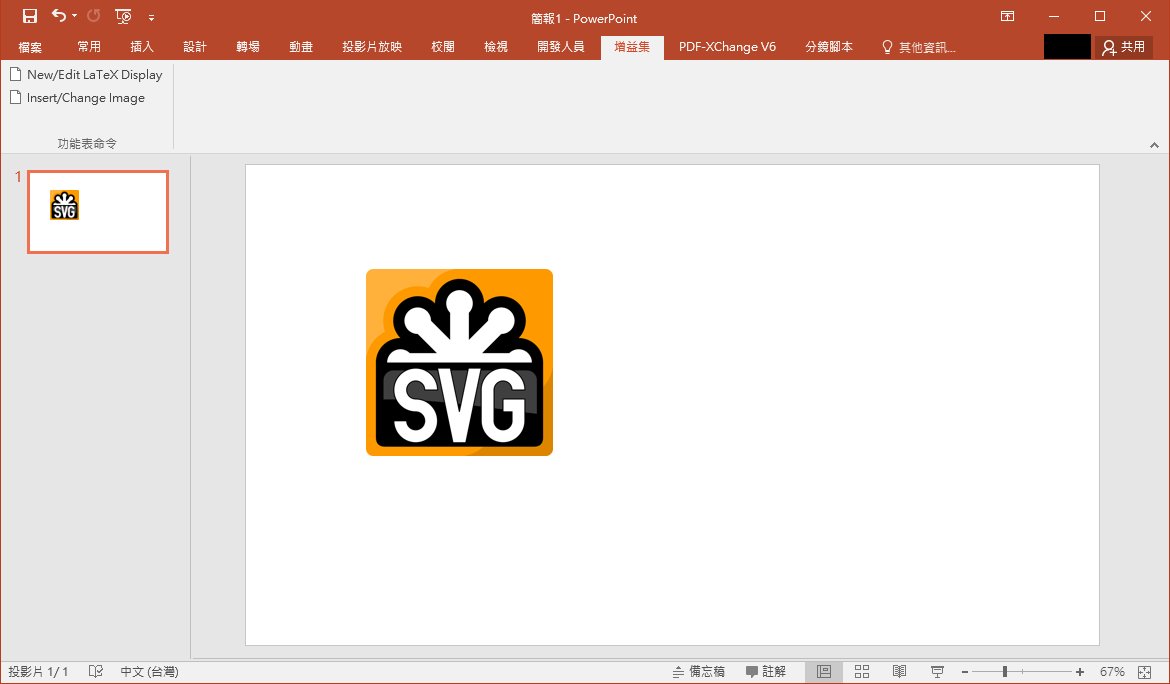 簡報1 - PowerPoint
檔案 常用 插入 設計 轉場 動畫 投影片放映 校閱 檢視 開發人員 增益集 PDF-XChange V6 分鏡腳本 其他資訊... 共用
New/Edit LaTeX Display
Insert/Change Image
功能表命令
1
SVG
SVG
投影片 1/1 中文 (台灣) 備忘稿 註解 67%